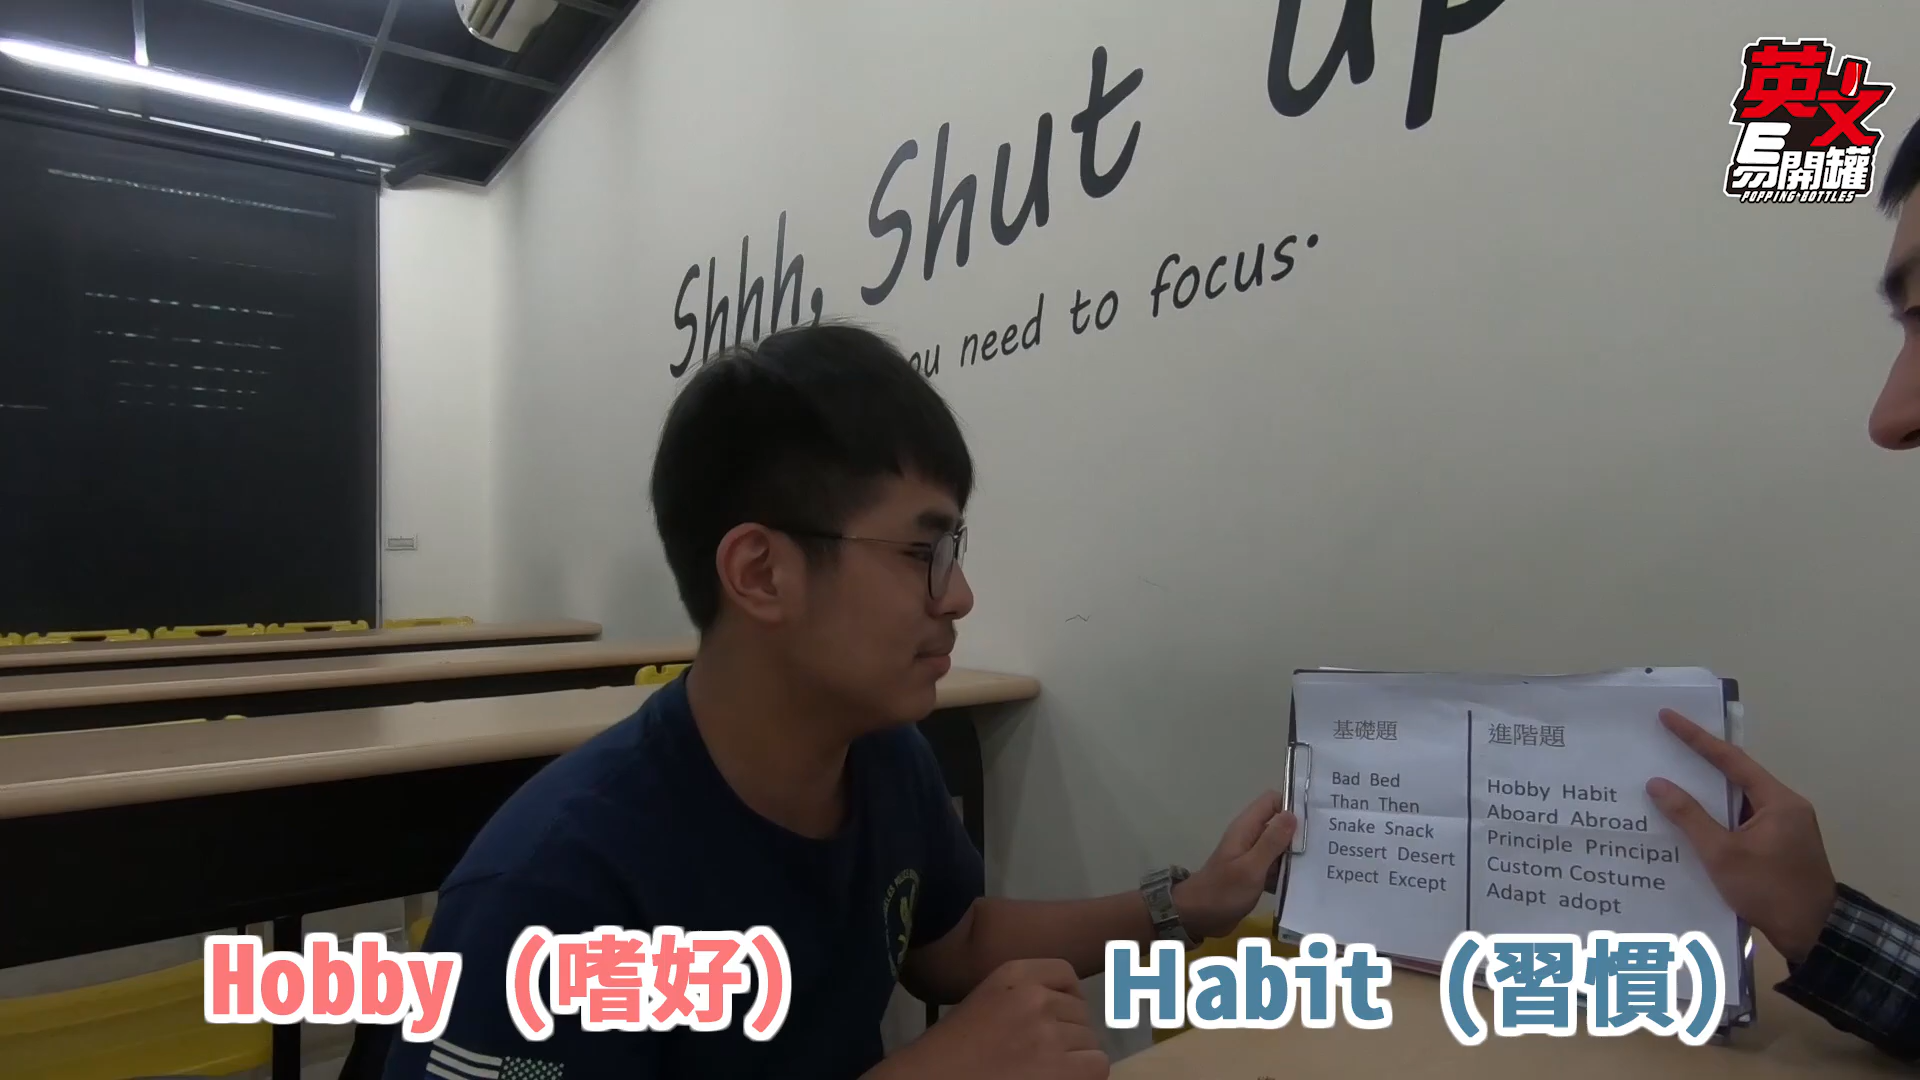 英文
易開罐
POPPING BOTTLES
Shhh, Shut up
ou need to focus.
基礎題
Bad Bed
Than Then
Snake Snack
Dessert Desert
Expect Except
進階題
Hobby Habit
Aboard Abroad
Principle Principal
Custom Costume
Adapt adopt
Hobby (嗜好)
Habit (習慣)